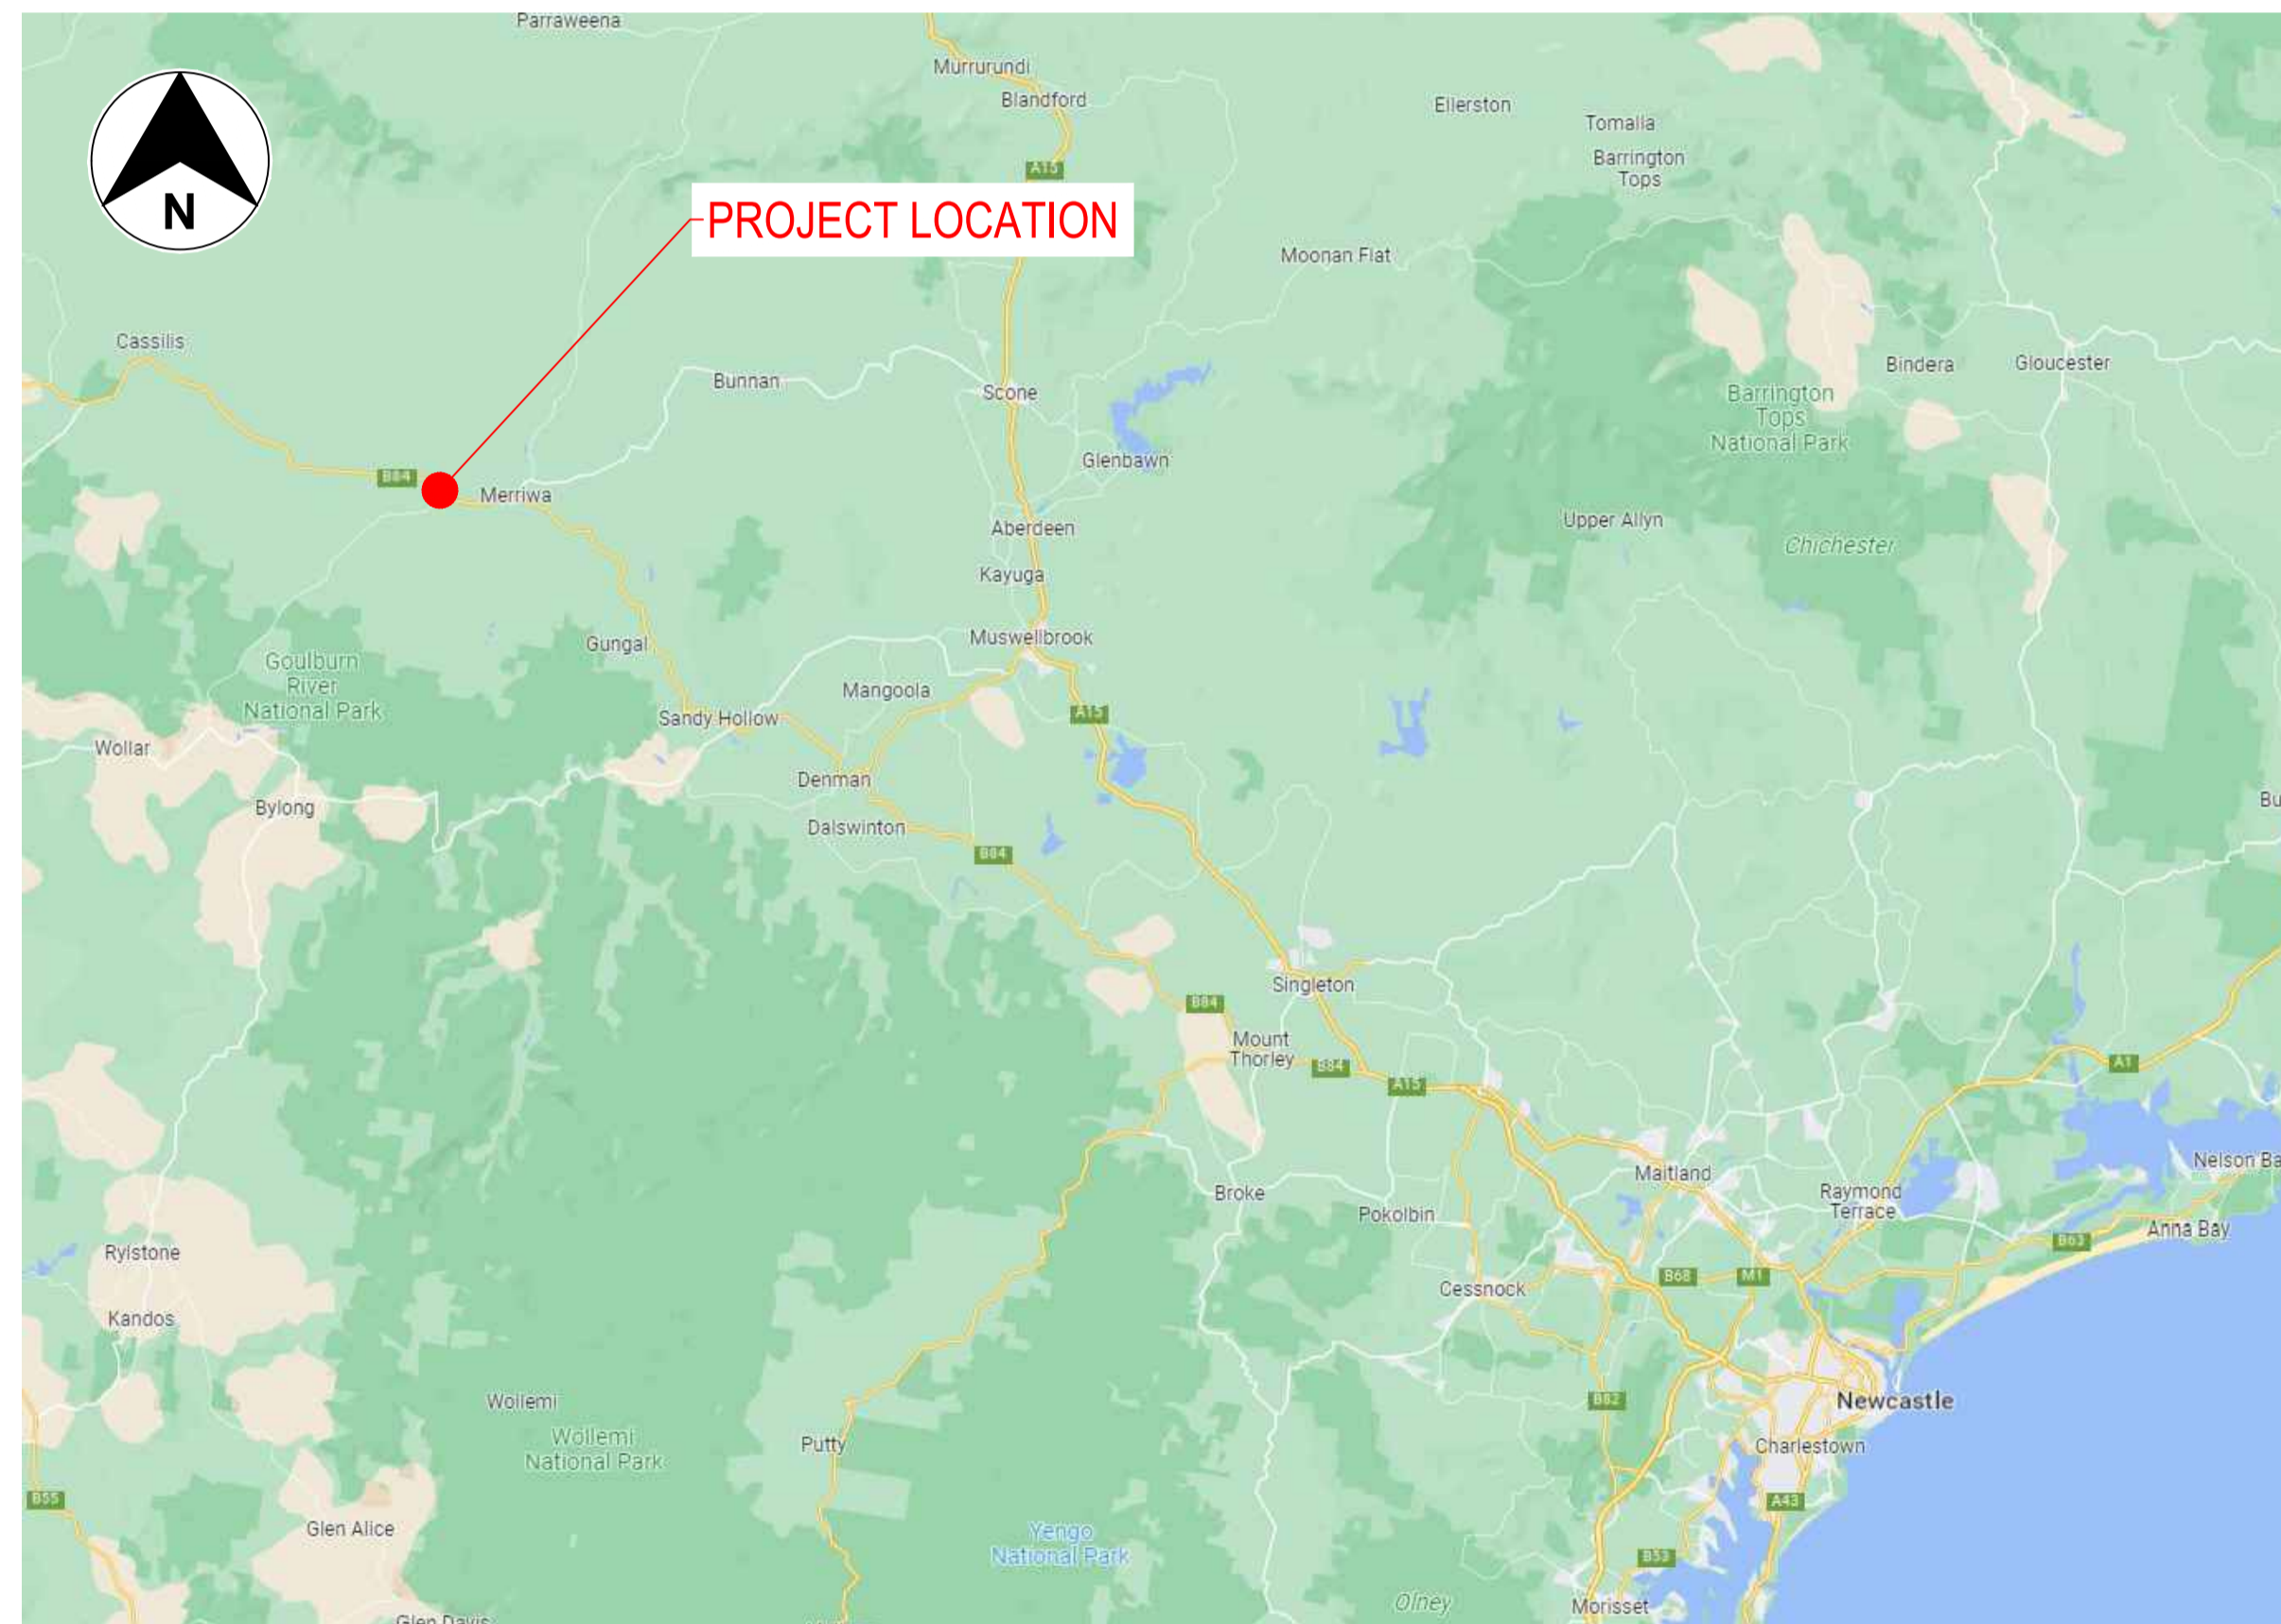 Parraweena
Murrurundi
Blandford
Ellerston
Tomalla
Barrington
Tops
A15
N
PROJECT LOCATION
Moonan Flat
Cassilis
Bunnan
Scone
Bindera
Gloucester
Barrington
Tops
National Park
Glenbawn
B84
Merriwa
Aberdeen
Upper Allyn
Chichester
Kayuga
Muswellbrook
Gungal
Goulburn
River
National Park
Mangoola
A15
Sandy Hollow
Wollar
Denman
Bylong
Dalswinton
B84
Singleton
B84
Mount
Thorley
B84
A15
A1
Maitland
Nelson Ba
Broke
Raymond
Terrace
Pokolbin
Anna Bay
B63
Rylstone
B68
M1
Cessnock
Kandos
Wollemi
B82
Newcastle
Wollemi
National Park
Putty
Charlestown
B55
A43
Glen Alice
Yengo
National Park
B53
Olney
Morisset
Glen Davis
Bu